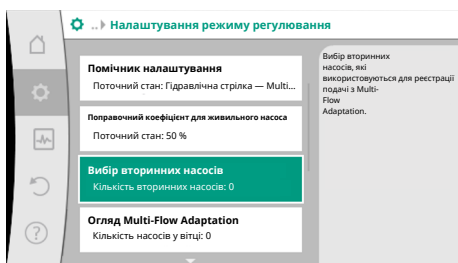 .. Налаштування режиму регулювання
Помічник налаштування
Поточний стан: Гідравлічна стрілка — Multi...
Поправочний коефіцієнт для живильного насоса
Поточний стан: 50 %
Вибір вторинних насосів
Кількість вторинних насосів: 0
Огляд Multi-Flow Adaptation
Кількість насосів у вітці: 0
Вибір вторинних
насосів, які
використовуються для реєстрації
подачі з Multi-
Flow
Adaptation.